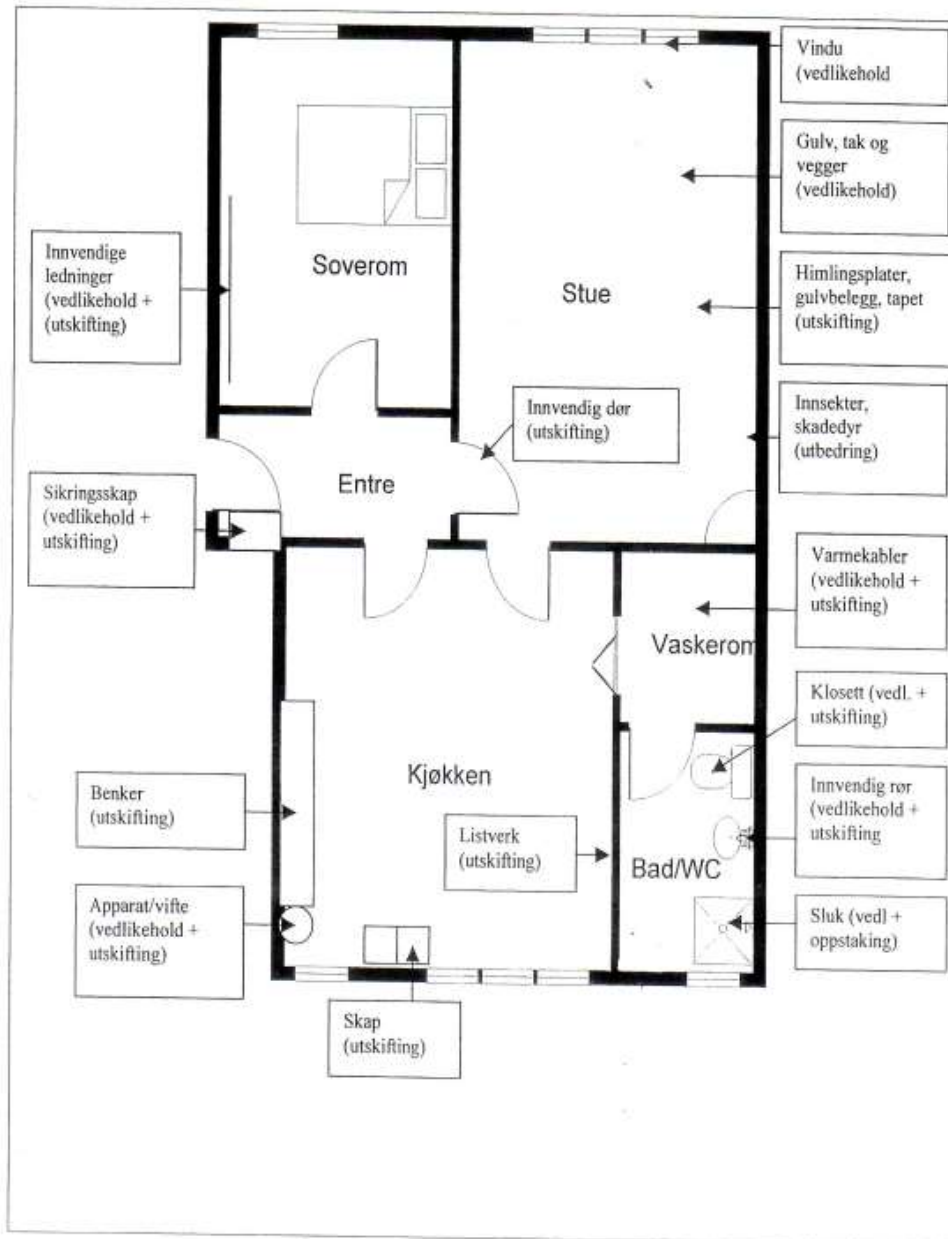 Vindu
(vedlikehold
Gulv, tak og
vegger
(vedlikehold)
Innvendige
ledninger
(vedlikehold +
(utskifting)
Soverom
Stue
Himlingsplater,
gulvbelegg, tapet
(utskifting)
Innvendig dør
(utskifting)
Innsekter,
skadedyr
(utbedring)
Entre
Sikringsskap
(vedlikehold +
utskifting)
Varmekabler
(vedlikehold +
utskifting)
Vaskerom
Klosett (vedl. +
utskifting)
Kjøkken
Benker
(utskifting)
Innvendig rør
(vedlikehold +
utskifting
Listverk
(utskifting)
Bad/WC
Apparat/vifte
(vedlikehold +
utskifting)
Sluk (vedl +
oppstaking)
Skap
(utskifting)